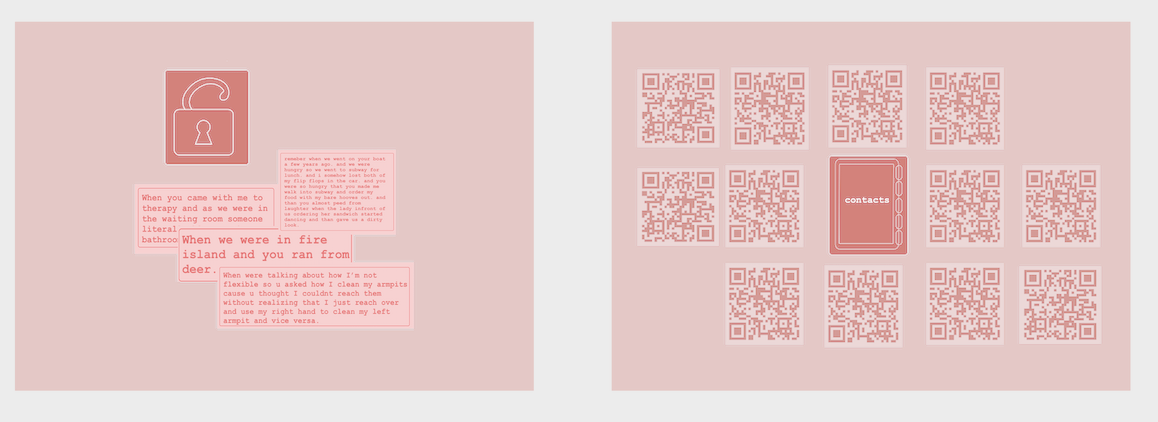 remember when we went on your boat
a few years ago. and we were
hungry so we went to subway for
lunch. and i somehow lost both of
my flip flops in the car. and you
were so hungry that you made me
walk into subway and order my
food with my bare hooves out. and
then you almost peed from
laughter when the lady infront of
us ordering her sandwich started
dancing and then gave us a dirty
look.
When you came with me to
therapy and as we were in
the waiting room someone
literal
bathroo
When we were in fire
island and you ran from
deer.
When were talking about how I'm not
flexible so u asked how I clean my armpits
cause u thought I couldnt reach them
without realizing that I just reach over
and use my right hand to clean my left
armpit and vice versa.
contacts